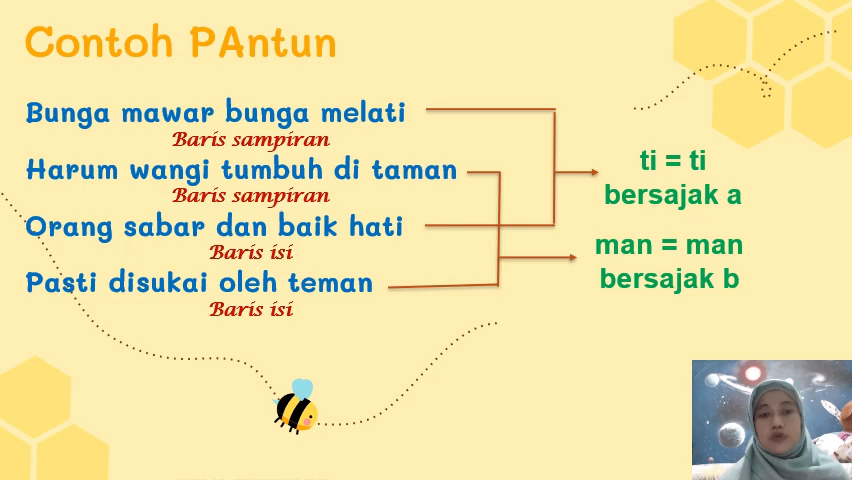 Contoh PAntun
Bunga mawar bunga melati
Baris sampiran
Harum wangi tumbuh di taman
Baris sampiran
Orang sabar dan baik hati
Baris isi
Pasti disukai oleh teman
Baris isi
ti = ti
bersajak a
man = man
bersajak b